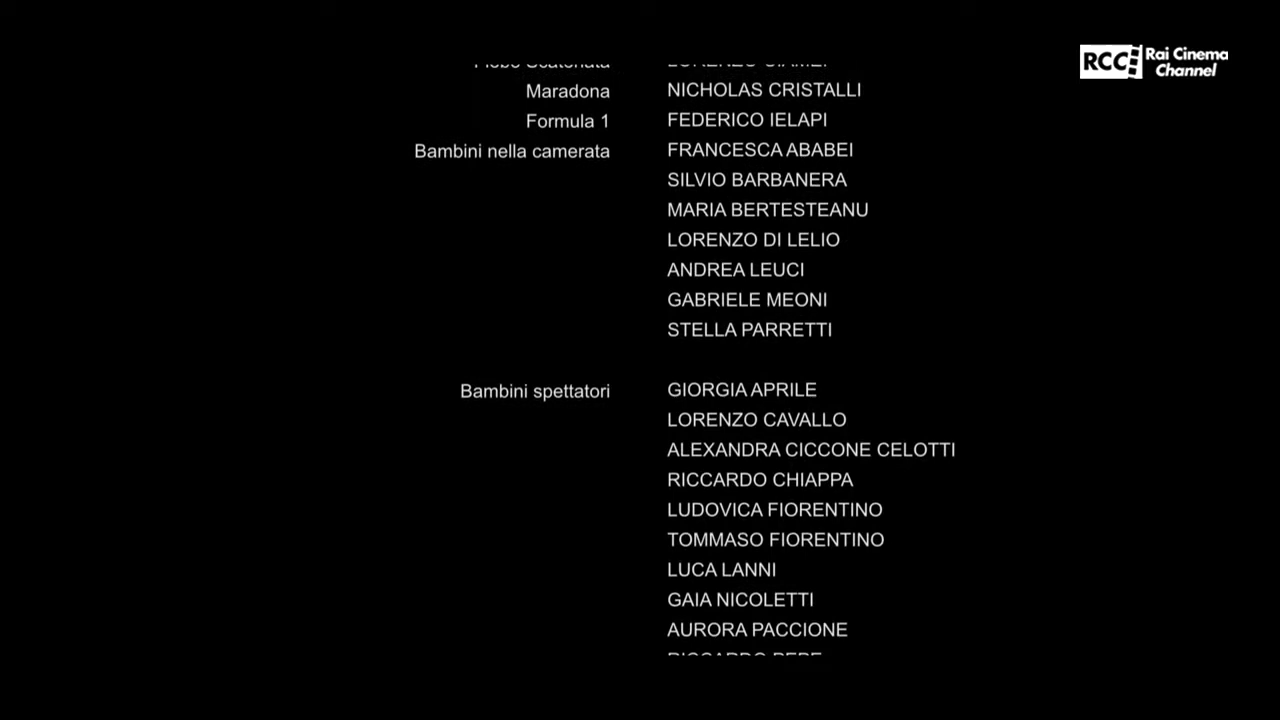 RCC Rai Cinema
Channel
Maradona NICHOLAS CRISTALLI
Formula 1 FEDERICO IELAPI
Bambini nella camerata FRANCESCA ABABEI
SILVIO BARBANERA
MARIA BERTESTEANU
LORENZO DI LELIO
ANDREA LEUCI
GABRIELE MEONI
STELLA PARRETTI
Bambini spettatori GIORGIA APRILE
LORENZO CAVALLO
ALEXANDRA CICCONE CELOTTI
RICCARDO CHIAPPA
LUDOVICA FIORENTINO
TOMMASO FIORENTINO
LUCA LANNI
GAIA NICOLETTI
AURORA PACCIONE